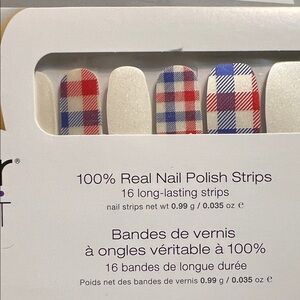 100% Real Nail Polish Strips
16 long-lasting strips
nail strips net wt 0.99 g / 0.035 oz e
Bandes de vernis
à ongles véritable à 100%
16 bandes de longue durée
Poids net des bandes de vernis 0.99 g / 0.035 oz e